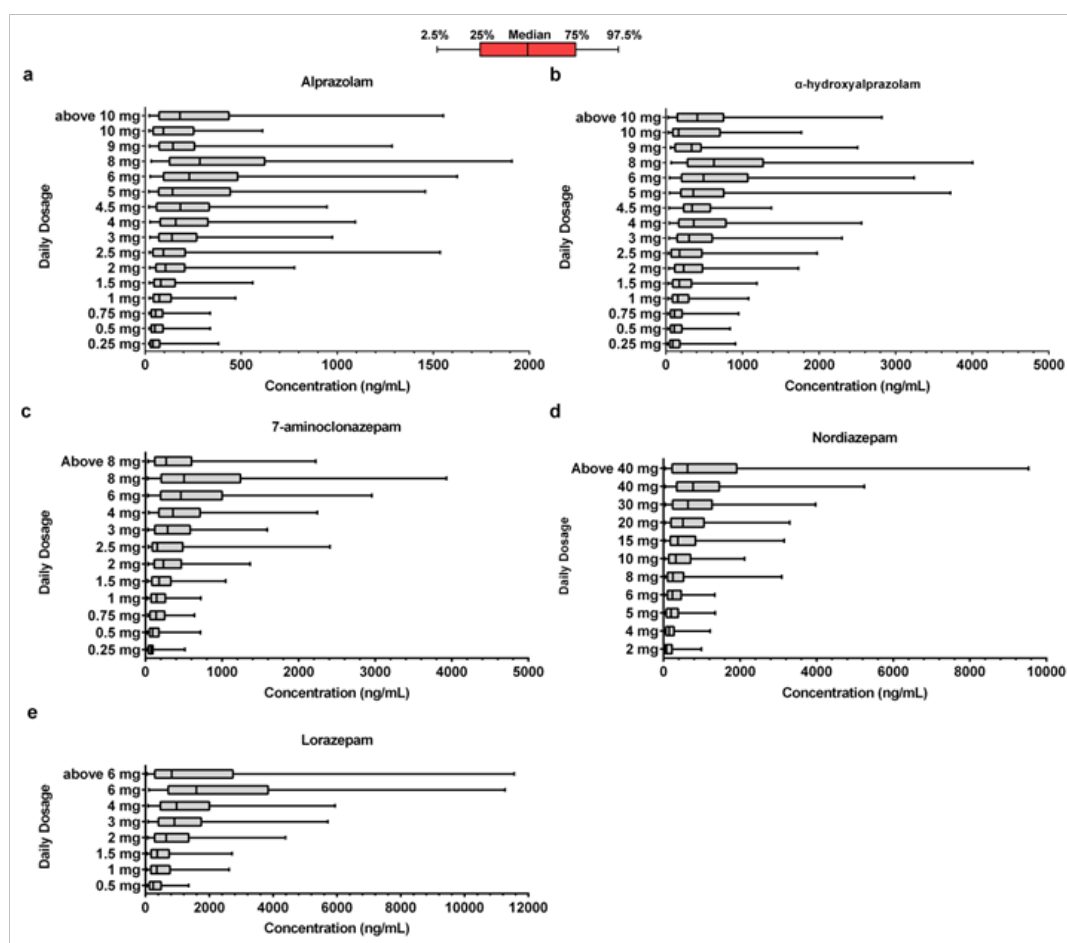 2.5% 25% Median 75% 97.5%
a
Alprazolam
Daily Dosage
above 10 mg
10 mg
9 mg
8 mg
6 mg
5 mg
4.5 mg
4 mg
3 mg
2.5 mg
2 mg
1.5 mg
1 mg
0.75 mg
0.5 mg
0.25 mg
0 500 1000 1500 2000
Concentration (ng/mL)
b
α-hydroxyalprazolam
Daily Dosage
above 10 mg
10 mg
9 mg
8 mg
6 mg
5 mg
4.5 mg
4 mg
3 mg
2.5 mg
2 mg
1.5 mg
1 mg
0.75 mg
0.5 mg
0.25 mg
0 1000 2000 3000 4000 5000
Concentration (ng/mL)
c
7-aminoclonazepam
Daily Dosage
Above 8 mg
8 mg
6 mg
4 mg
3 mg
2.5 mg
2 mg
1.5 mg
1 mg
0.75 mg
0.5 mg
0.25 mg
0 1000 2000 3000 4000 5000
Concentration (ng/mL)
d
Nordiazepam
Daily Dosage
Above 40 mg
40 mg
30 mg
20 mg
15 mg
10 mg
8 mg
6 mg
5 mg
4 mg
2 mg
0 2000 4000 6000 8000 10000
Concentration (ng/mL)
e
Lorazepam
Daily Dosage
above 6 mg
6 mg
4 mg
3 mg
2 mg
1.5 mg
1 mg
0.5 mg
0 2000 4000 6000 8000 10000 12000
Concentration (ng/mL)